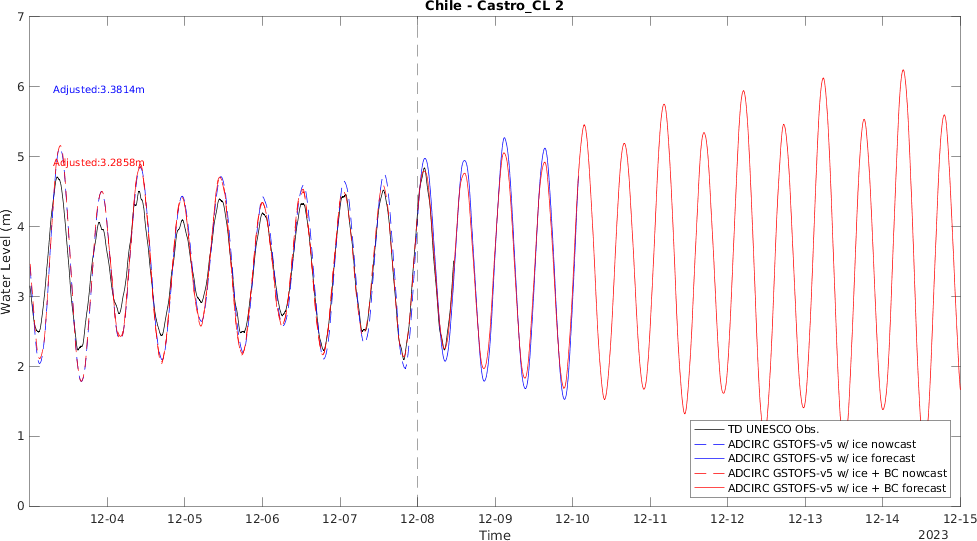 Chile - Castro_CL 2
7
6
5
4
3
2
1
0
Water Level (m)
Adjusted:3.3814m
Adjusted:3.2858m
TD UNESCO Obs.
ADCIRC GSTOFS-v5 w/ ice nowcast
ADCIRC GSTOFS-v5 w/ ice forecast
ADCIRC GSTOFS-v5 w/ ice + BC nowcast
ADCIRC GSTOFS-v5 w/ ice + BC forecast
12-04 12-05 12-06 12-07 12-08 12-09 12-10 12-11 12-12 12-13 12-14 12-15
Time
2023